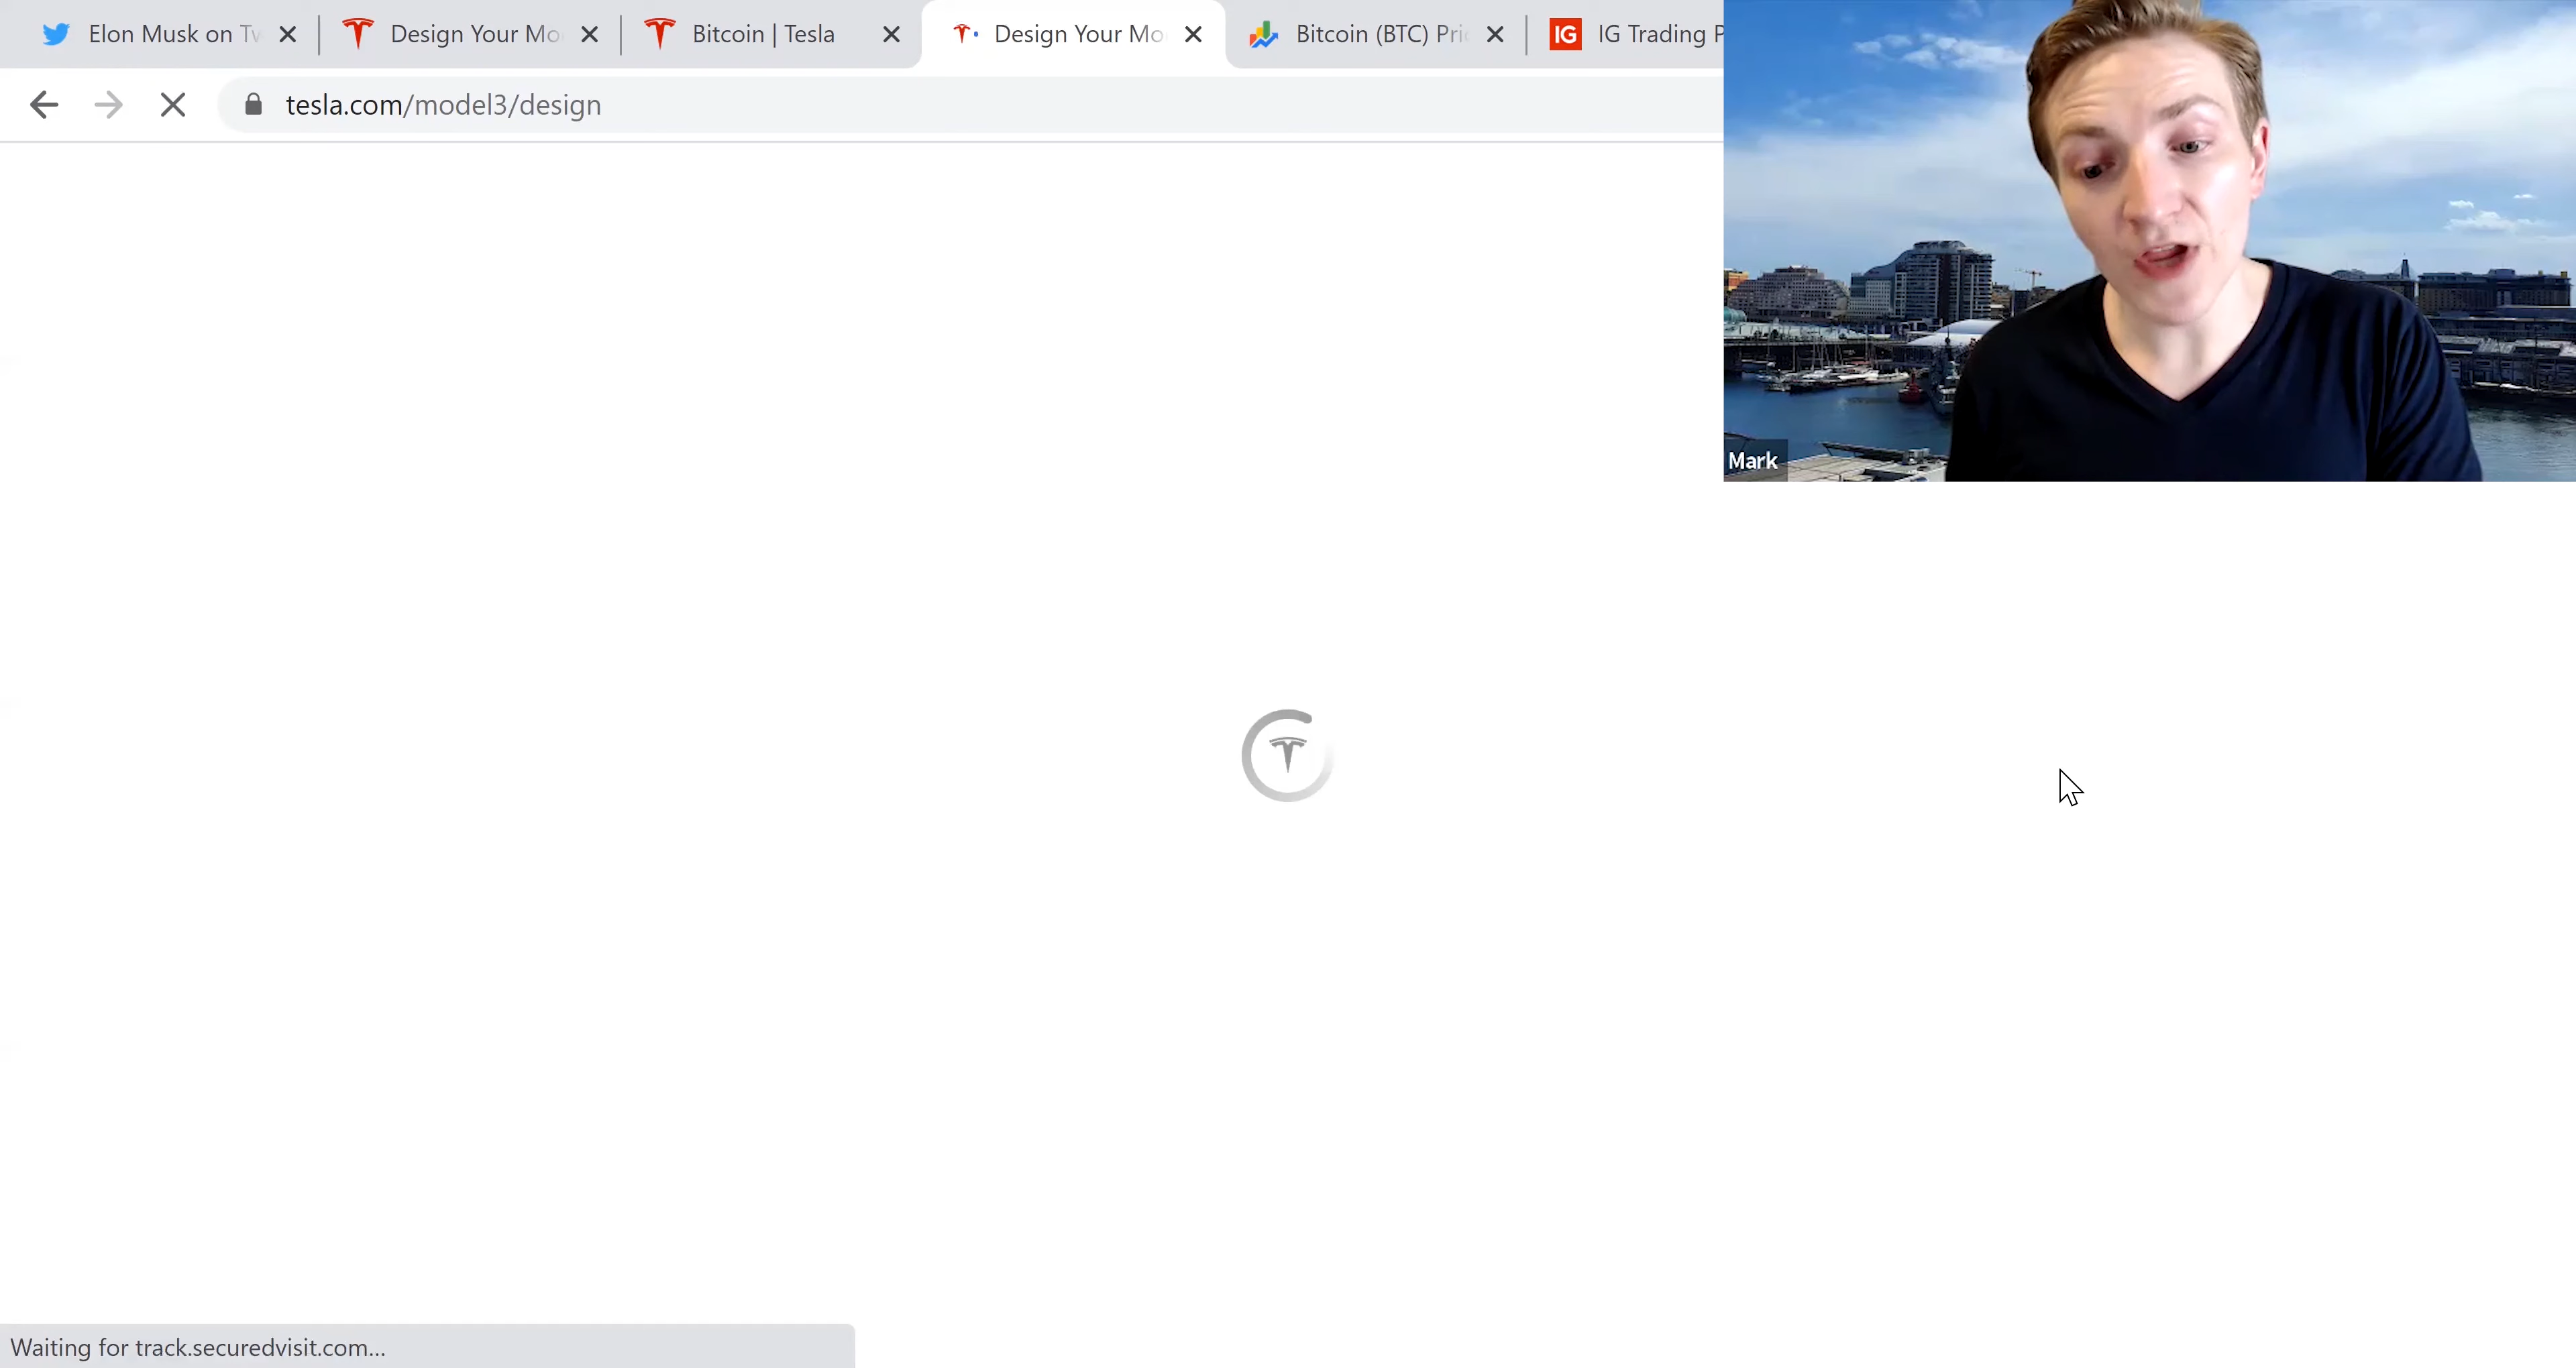 Elon Musk on Tw
Design Your Mo
Bitcoin | Tesla
Design Your Mo
Bitcoin (BTC) Pri
IG
IG Trading P
tesla.com/model3/design
Mark
Waiting for track.securedvisit.com...